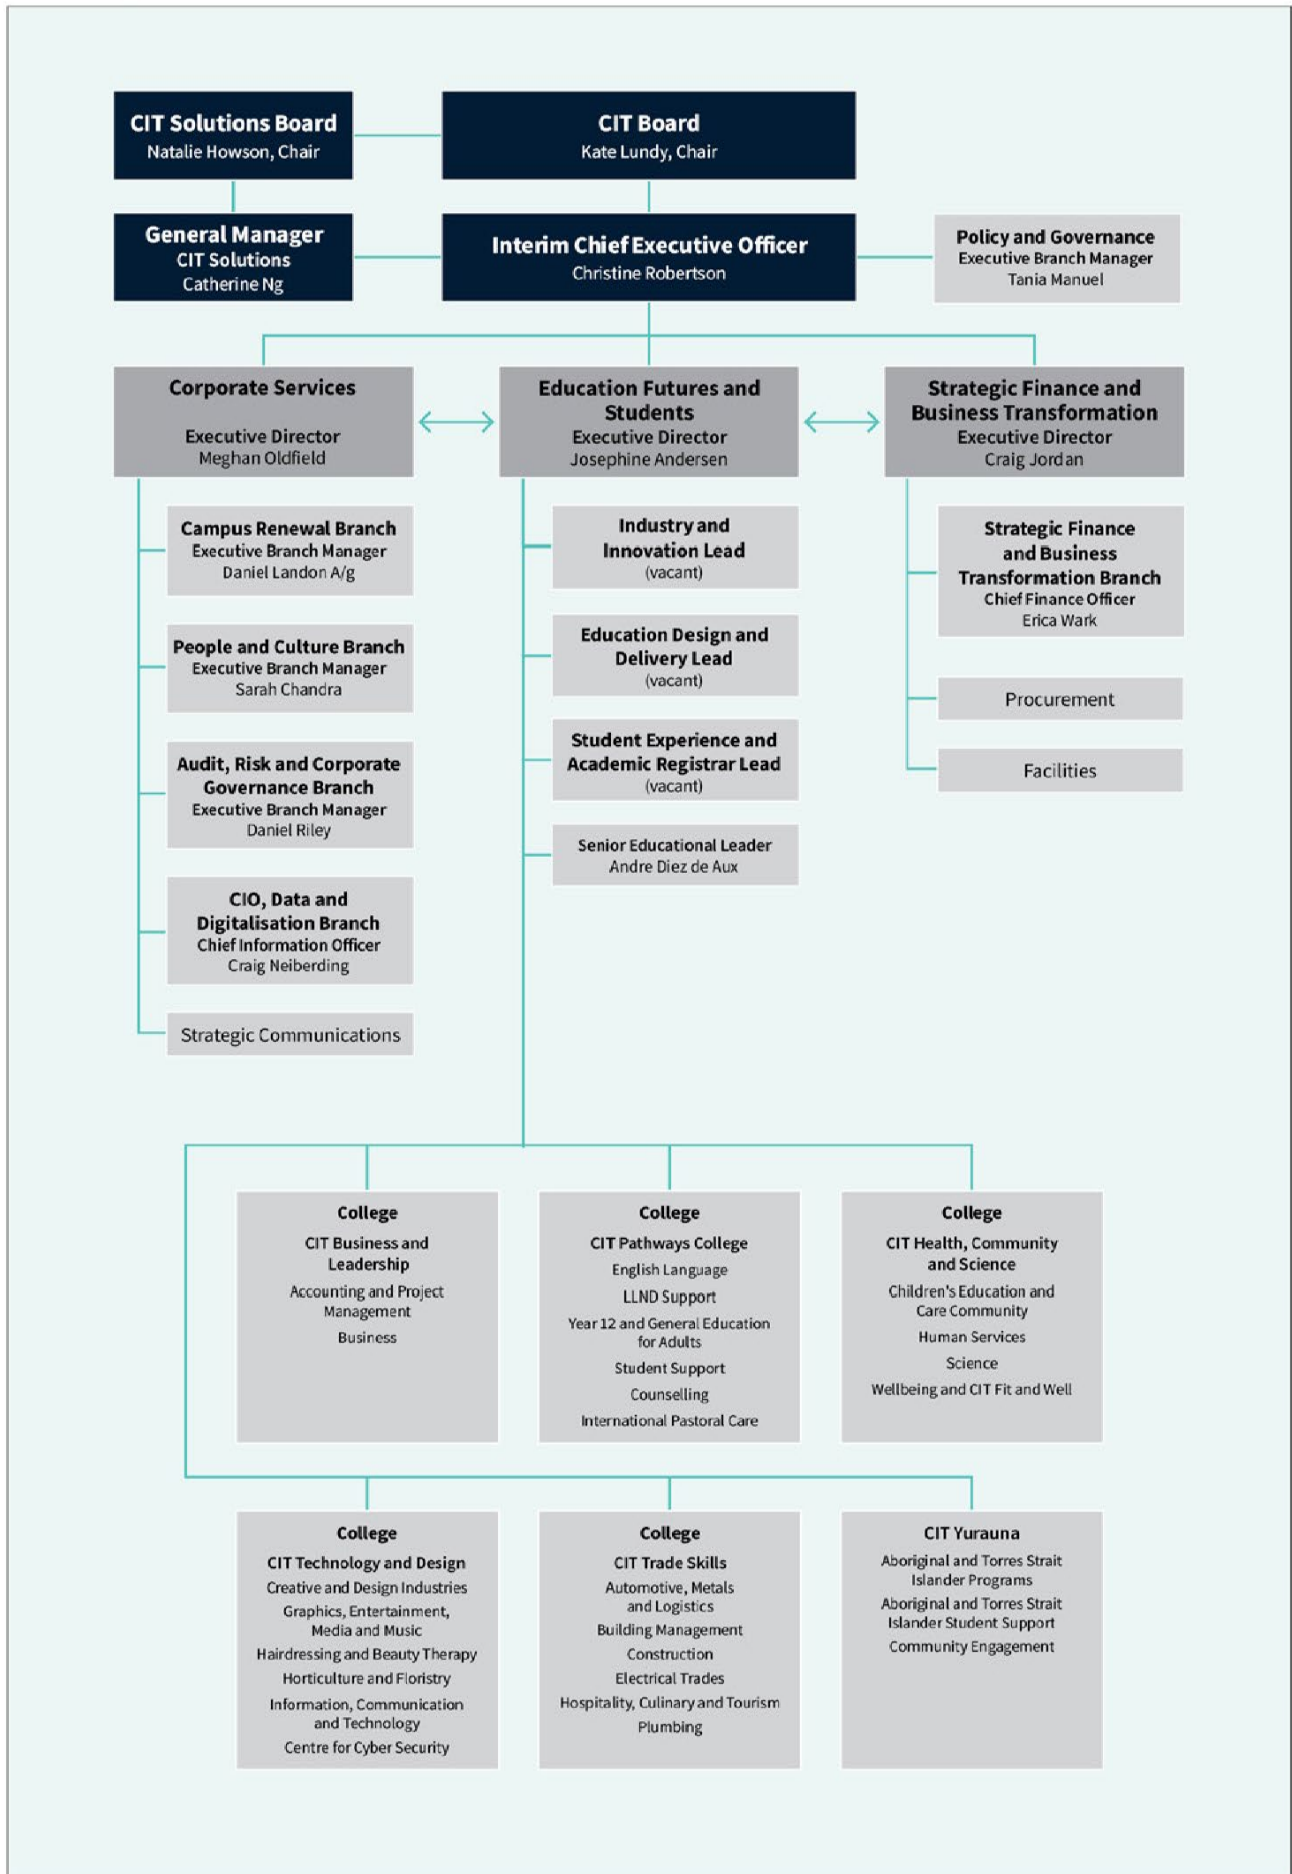 CIT Solutions Board
Natalie Howson, Chair
CIT Board
Kate Lundy, Chair
General Manager
CIT Solutions
Catherine Ng
Interim Chief Executive Officer
Christine Robertson
Policy and Governance
Executive Branch Manager
Tania Manuel
Corporate Services
Executive Director
Meghan Oldfield
Education Futures and
Students
Executive Director
Josephine Andersen
Strategic Finance and
Business Transformation
Executive Director
Craig Jordan
Campus Renewal Branch
Executive Branch Manager
Daniel Landon A/g
People and Culture Branch
Executive Branch Manager
Sarah Chandra
Audit, Risk and Corporate
Governance Branch
Executive Branch Manager
Daniel Riley
CIO, Data and
Digitalisation Branch
Chief Information Officer
Craig Neiberding
Strategic Communications
Industry and
Innovation Lead
(vacant)
Education Design and
Delivery Lead
(vacant)
Student Experience and
Academic Registrar Lead
(vacant)
Senior Educational Leader
Andre Diez de Aux
Strategic Finance
and Business
Transformation Branch
Chief Finance Officer
Erica Wark
Procurement
Facilities
College
CIT Business and
Leadership
Accounting and Project
Management
Business
College
CIT Pathways College
English Language
LLND Support
Year 12 and General Education
for Adults
Student Support
Counselling
International Pastoral Care
College
CIT Health, Community
and Science
Children's Education and
Care Community
Human Services
Science
Wellbeing and CIT Fit and Well
College
CIT Technology and Design
Creative and Design Industries
Graphics, Entertainment,
Media and Music
Hairdressing and Beauty Therapy
Horticulture and Floristry
Information, Communication
and Technology
Centre for Cyber Security
College
CIT Trade Skills
Automotive, Metals
and Logistics
Building Management
Construction
Electrical Trades
Hospitality, Culinary and Tourism
Plumbing
CIT Yurauna
Aboriginal and Torres Strait
Islander Programs
Aboriginal and Torres Strait
Islander Student Support
Community Engagement